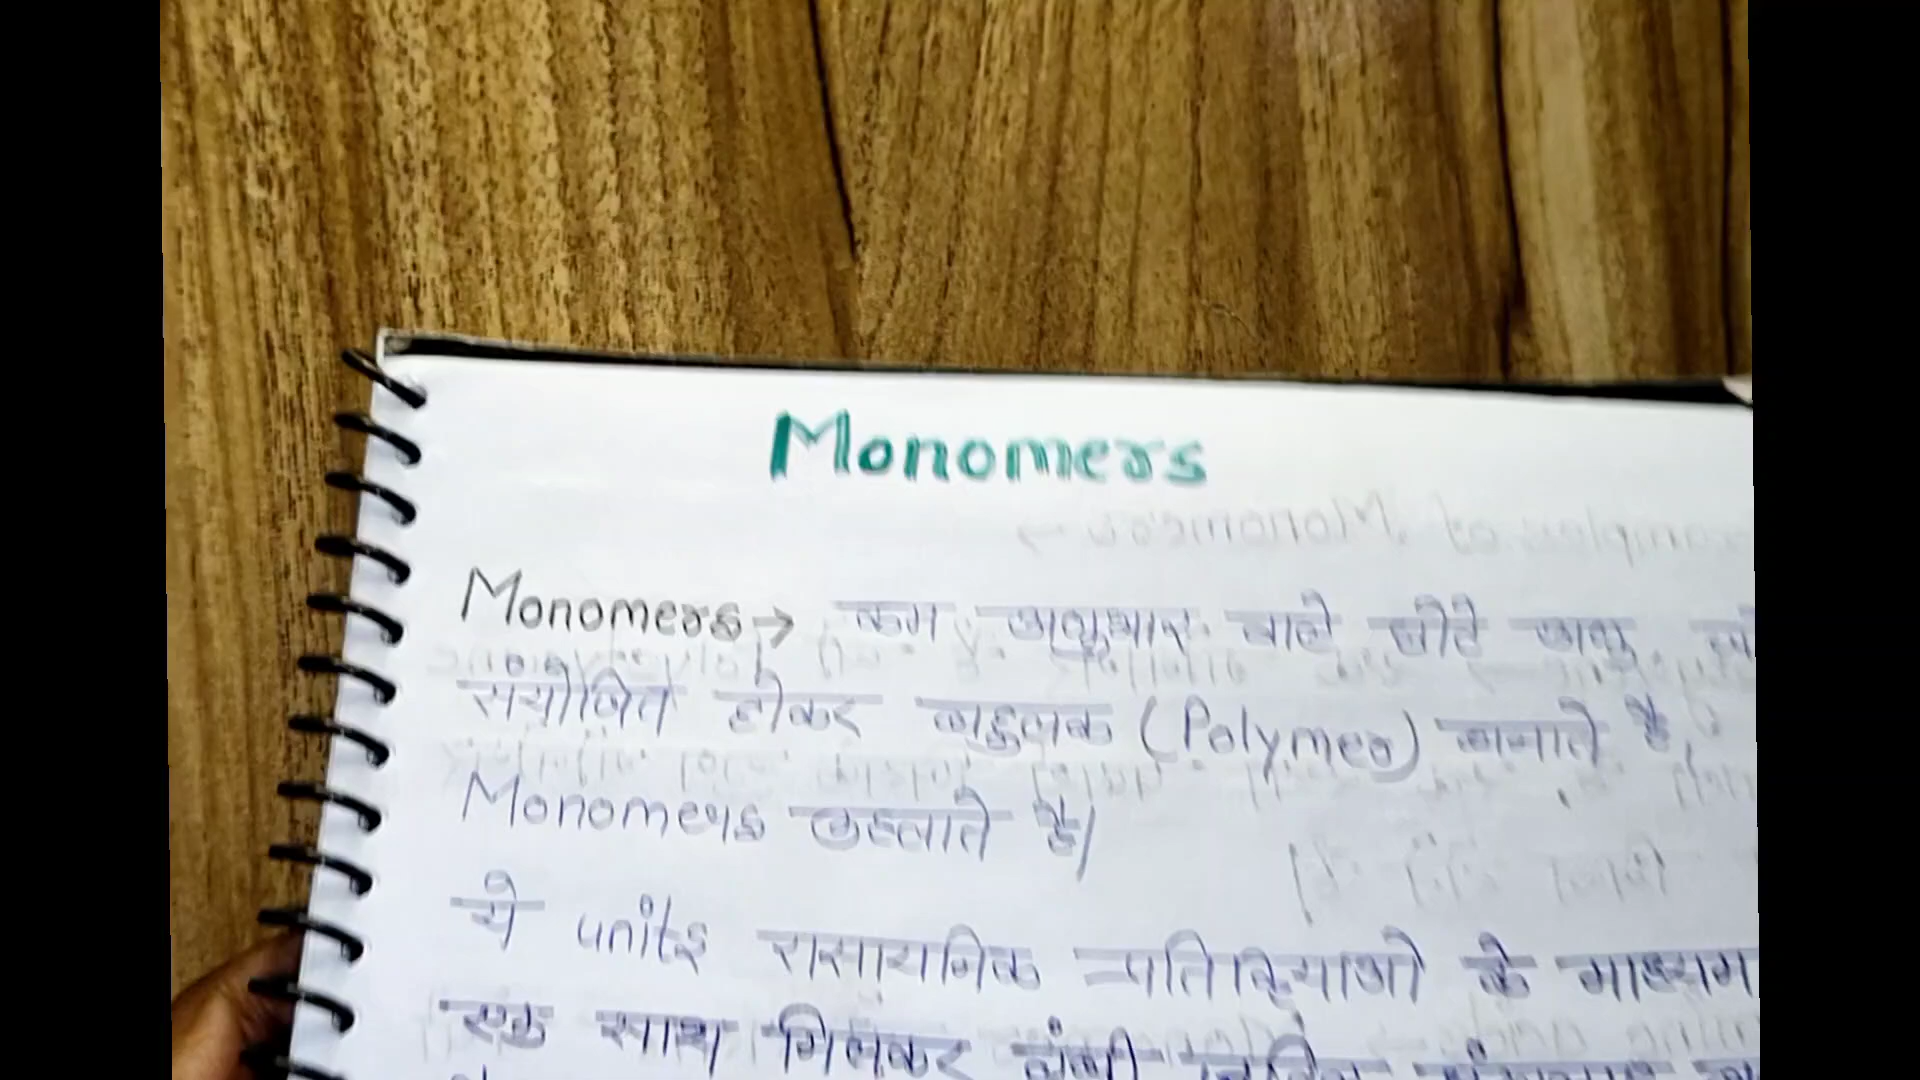 Monomers
Monomers → कम अणुभार वाले छोटे अणु, जो
संयोजित होकर बहुलक (Polymer) बनाते है,
Monomers कहलाते है।
ये units रासायनिक प्रतिक्रियाओ के माध्यम
एक साथ मिलकर लंबी